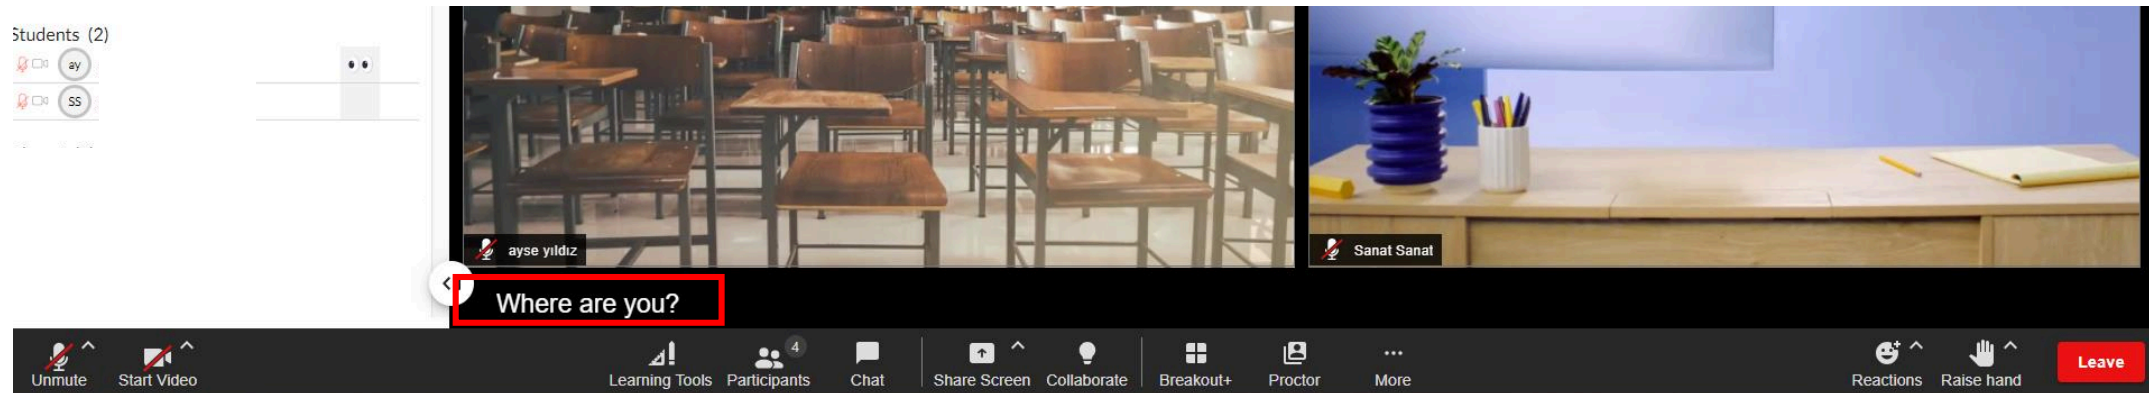 Students (2)
ay
SS
ayse yıldız
Sanat Sanat
Where are you?
4
Unmute
Start Video
Learning Tools
Participants
Chat
Share Screen
Collaborate
Breakout+
Proctor
More
Reactions
Raise hand
Leave